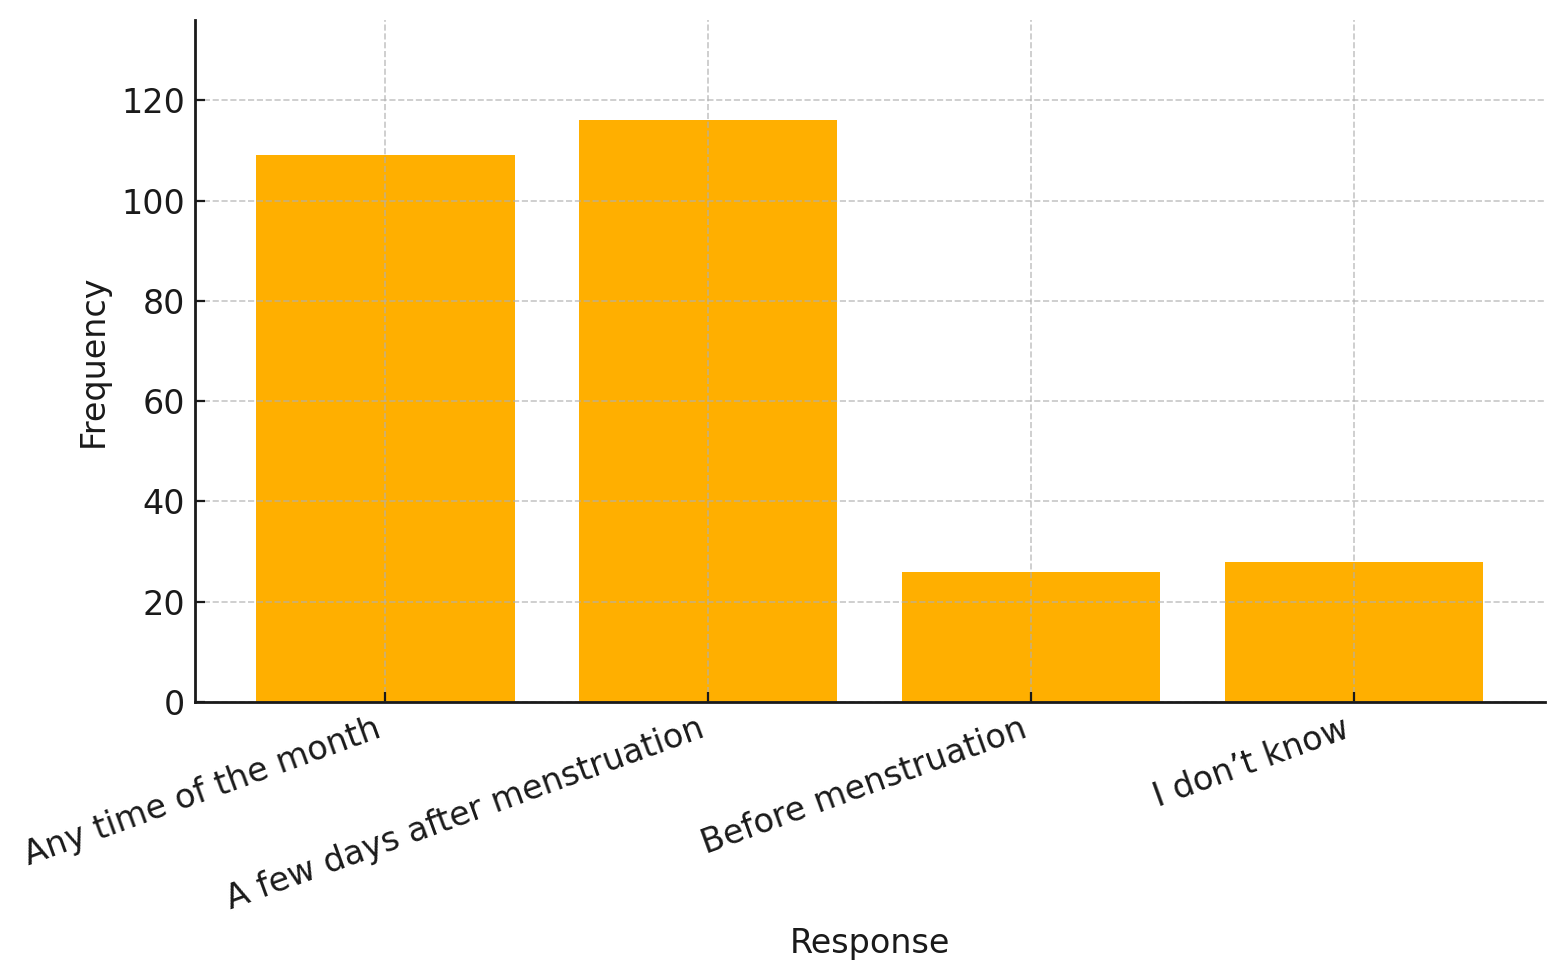 120
100
80
60
40
20
0
Frequency
Any time of the month
A few days after menstruation
Before menstruation
I don’t know
Response